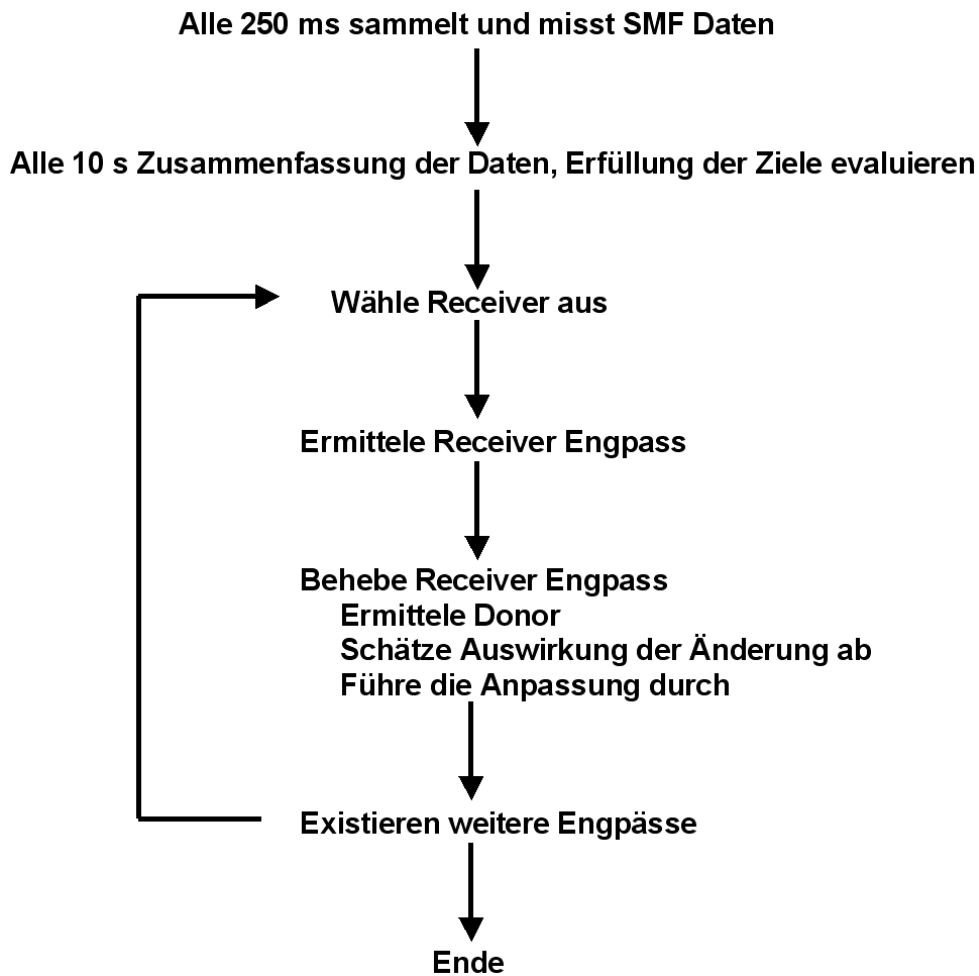 Alle 250 ms sammelt und misst SMF Daten
Alle 10 s Zusammenfassung der Daten, Erfüllung der Ziele evaluieren
Wähle Receiver aus
Ermittele Receiver Engpass
Behebe Receiver Engpass
Ermittele Donor
Schätze Auswirkung der Änderung ab
Führe die Anpassung durch
Existieren weitere Engpässe
Ende